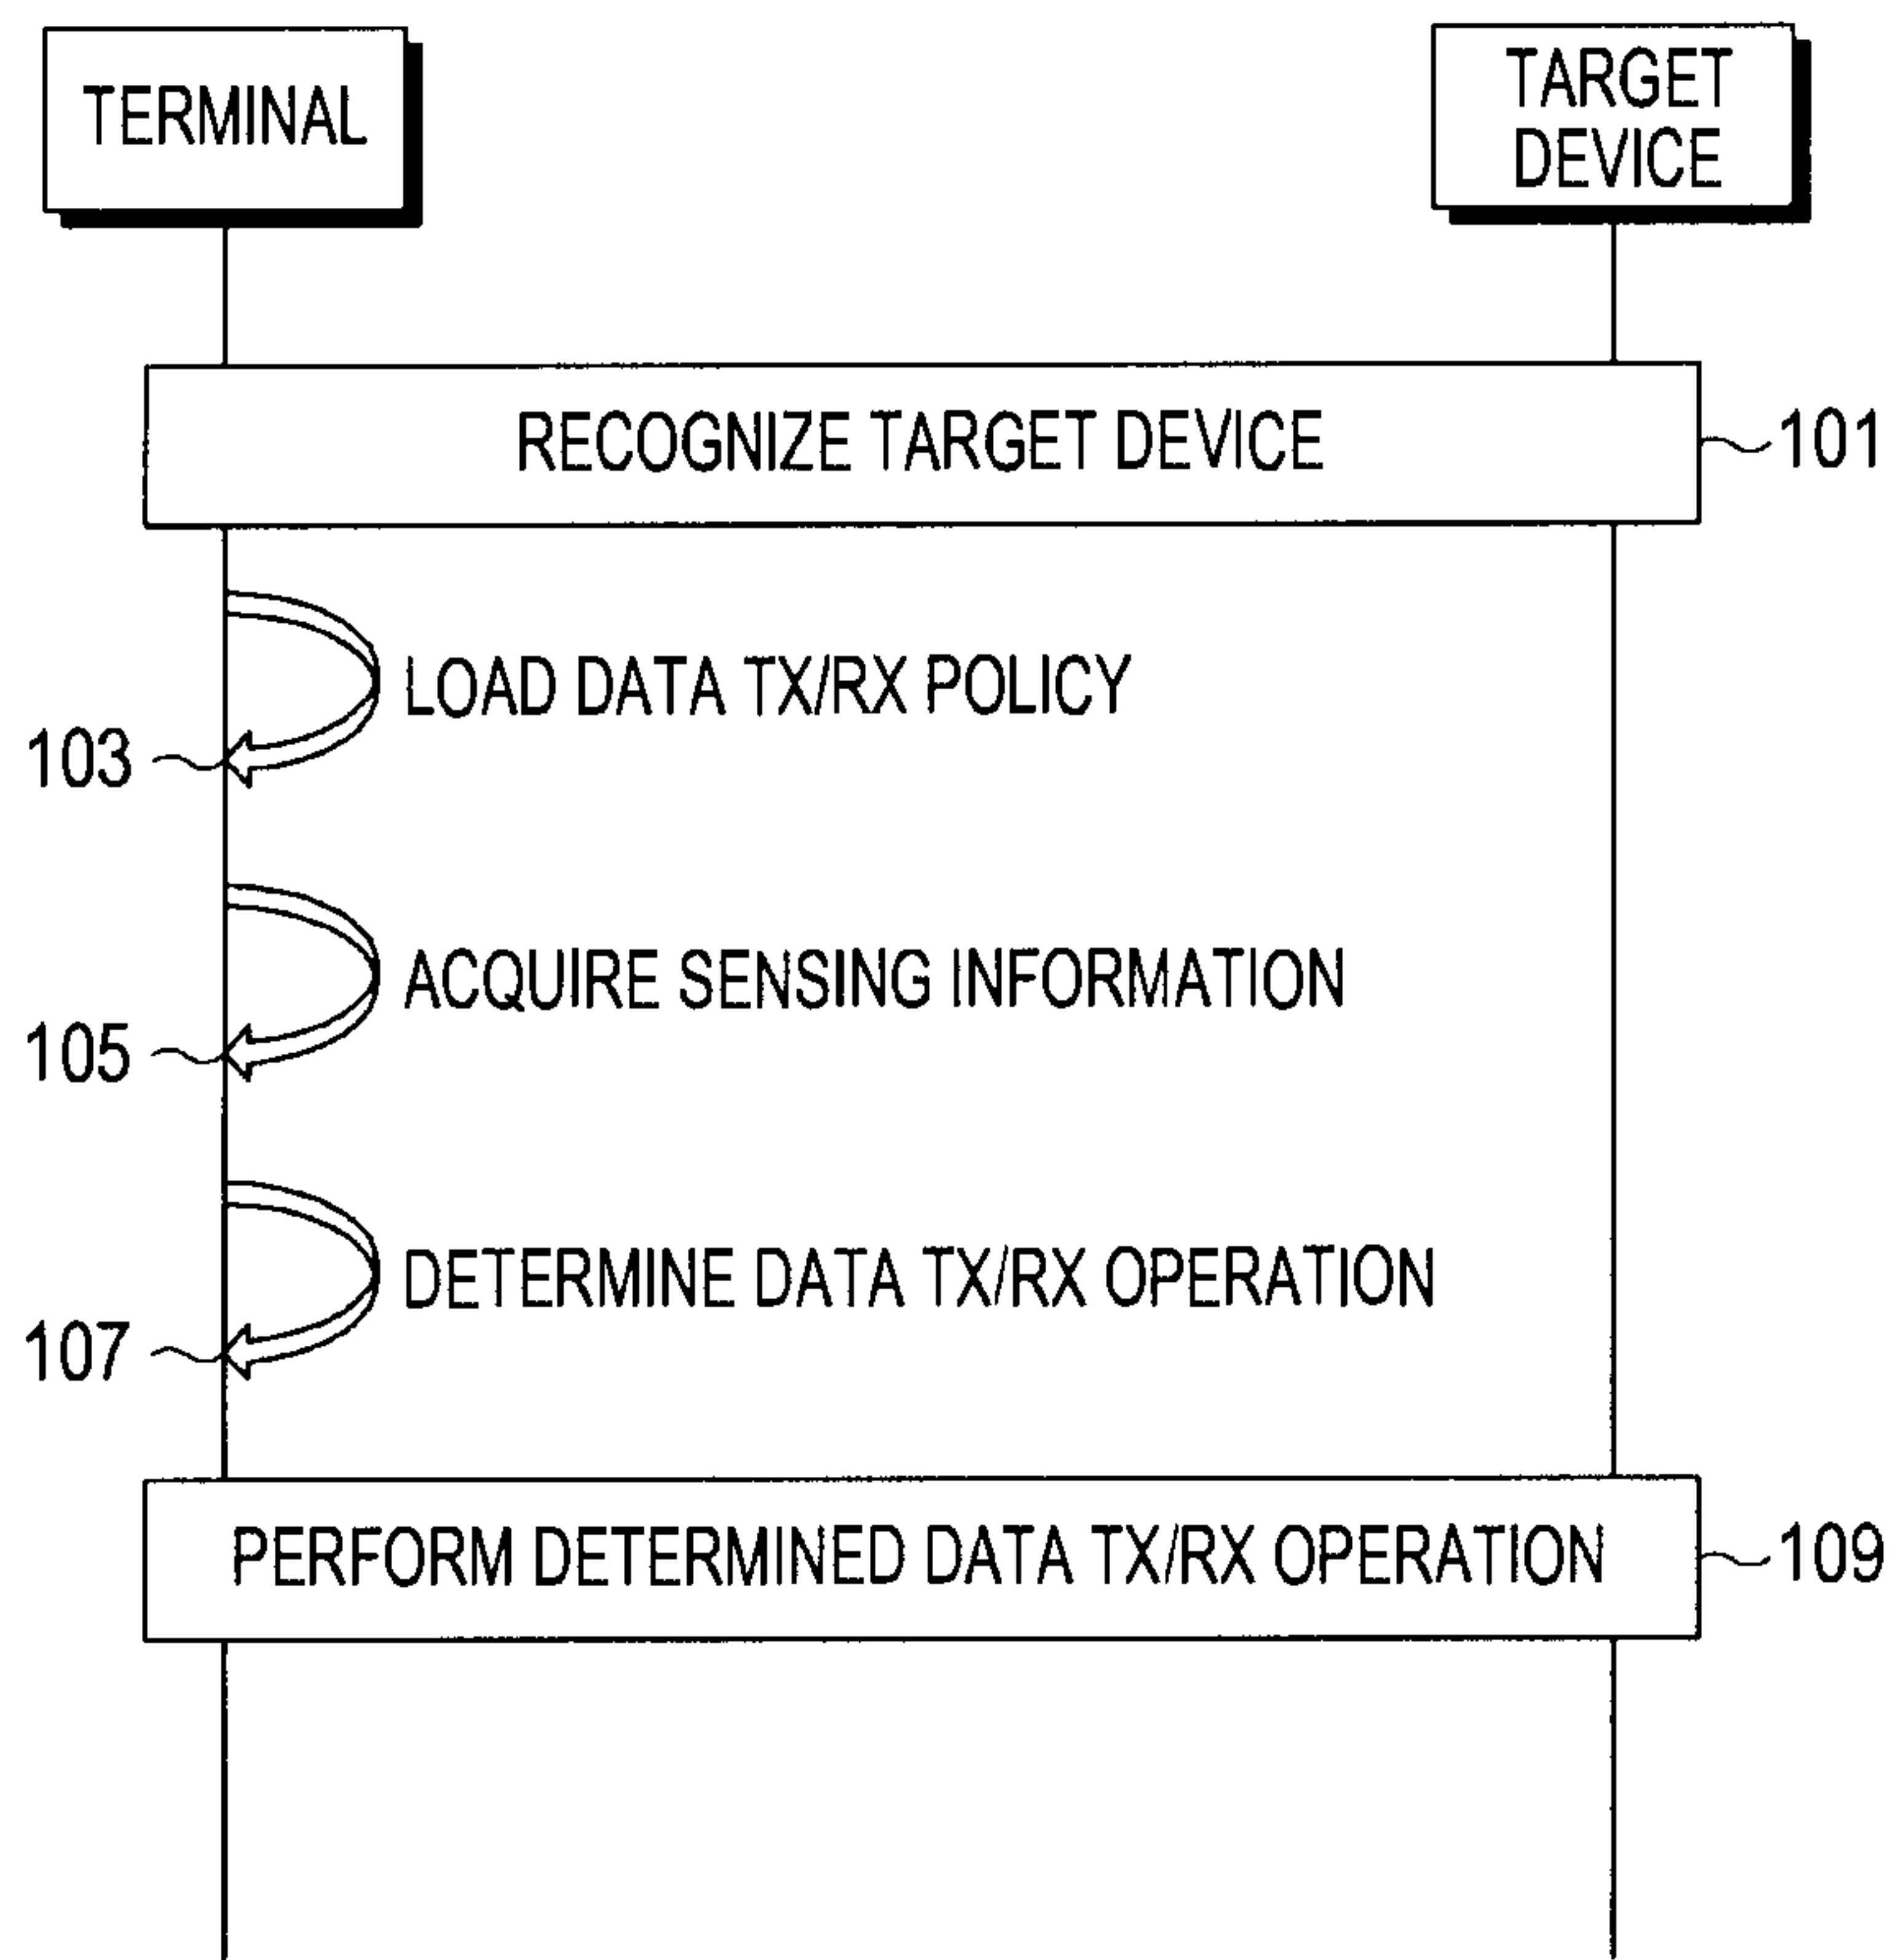 TERMINAL
TARGET
DEVICE
RECOGNIZE TARGET DEVICE
101
LOAD DATA TX/RX POLICY
103
ACQUIRE SENSING INFORMATION
105
DETERMINE DATA TX/RX OPERATION
107
PERFORM DETERMINED DATA TX/RX OPERATION
109